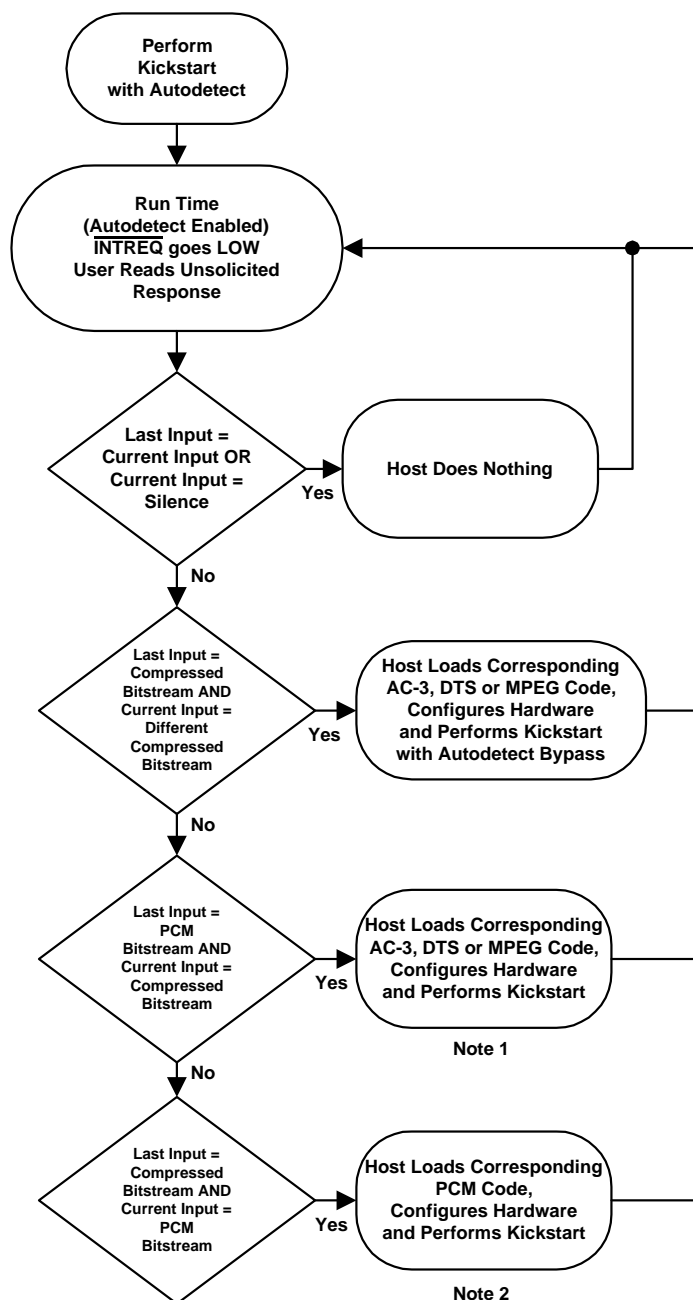 Perform
Kickstart
with Autodetect
Run Time
(Autodetect Enabled)
INTREQ goes LOW
User Reads Unsolicited
Response
Last Input =
Current Input OR
Current Input =
Silence
Yes
Host Does Nothing
No
Last Input =
Compressed
Bitstream AND
Current Input =
Different
Compressed
Bitstream
Yes
Host Loads Corresponding
AC-3, DTS or MPEG Code,
Configures Hardware
and Performs Kickstart
with Autodetect Bypass
No
Last Input =
PCM
Bitstream AND
Current Input =
Compressed
Bitstream
Yes
Host Loads Corresponding
AC-3, DTS or MPEG Code,
Configures Hardware
and Performs Kickstart
Note 1
No
Last Input =
Compressed
Bitstream AND
Current Input =
PCM
Bitstream
Yes
Host Loads Corresponding
PCM Code,
Configures Hardware
and Performs Kickstart
Note 2